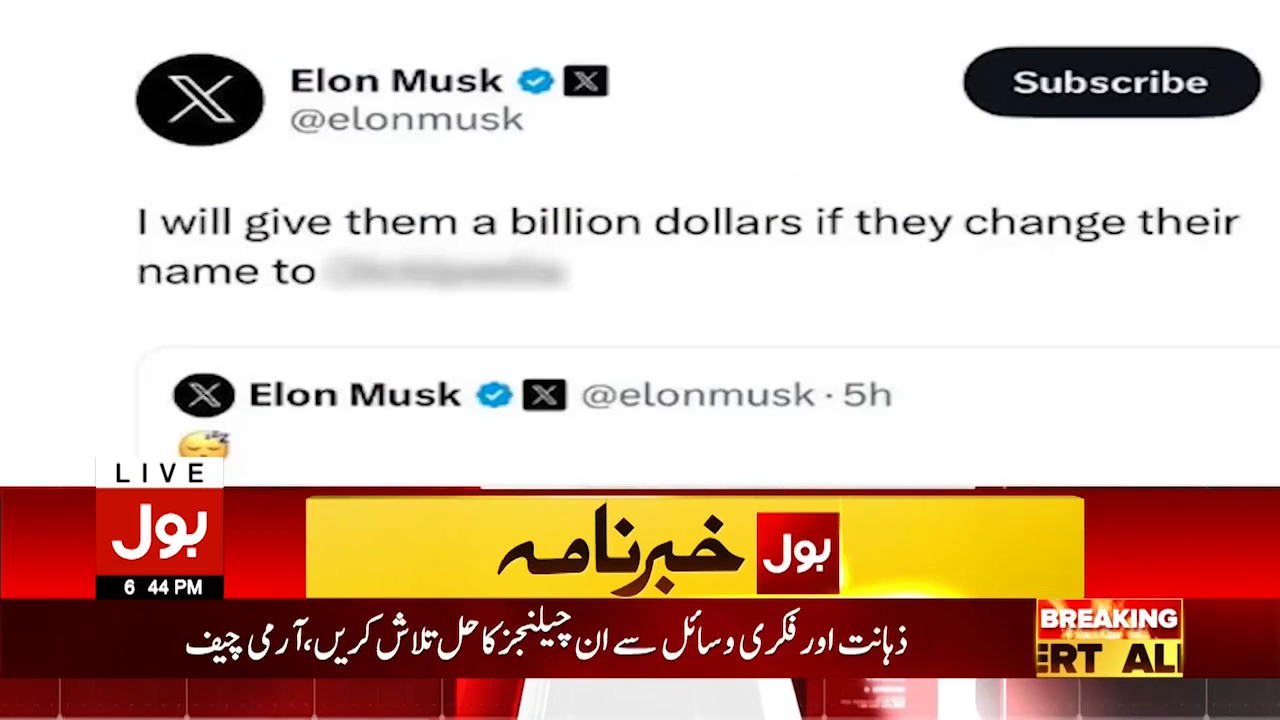 Elon Musk
@elonmusk
Subscribe
I will give them a billion dollars if they change their
name to
Elon Musk @elonmusk · 5h
LIVE
بول
6 44 PM
بول خبرنامہ
BREAKING
ERT ALI
ذہانت اور فکری وسائل سے ان چیلنجز کا حل تلاش کریں، آرمی چیف